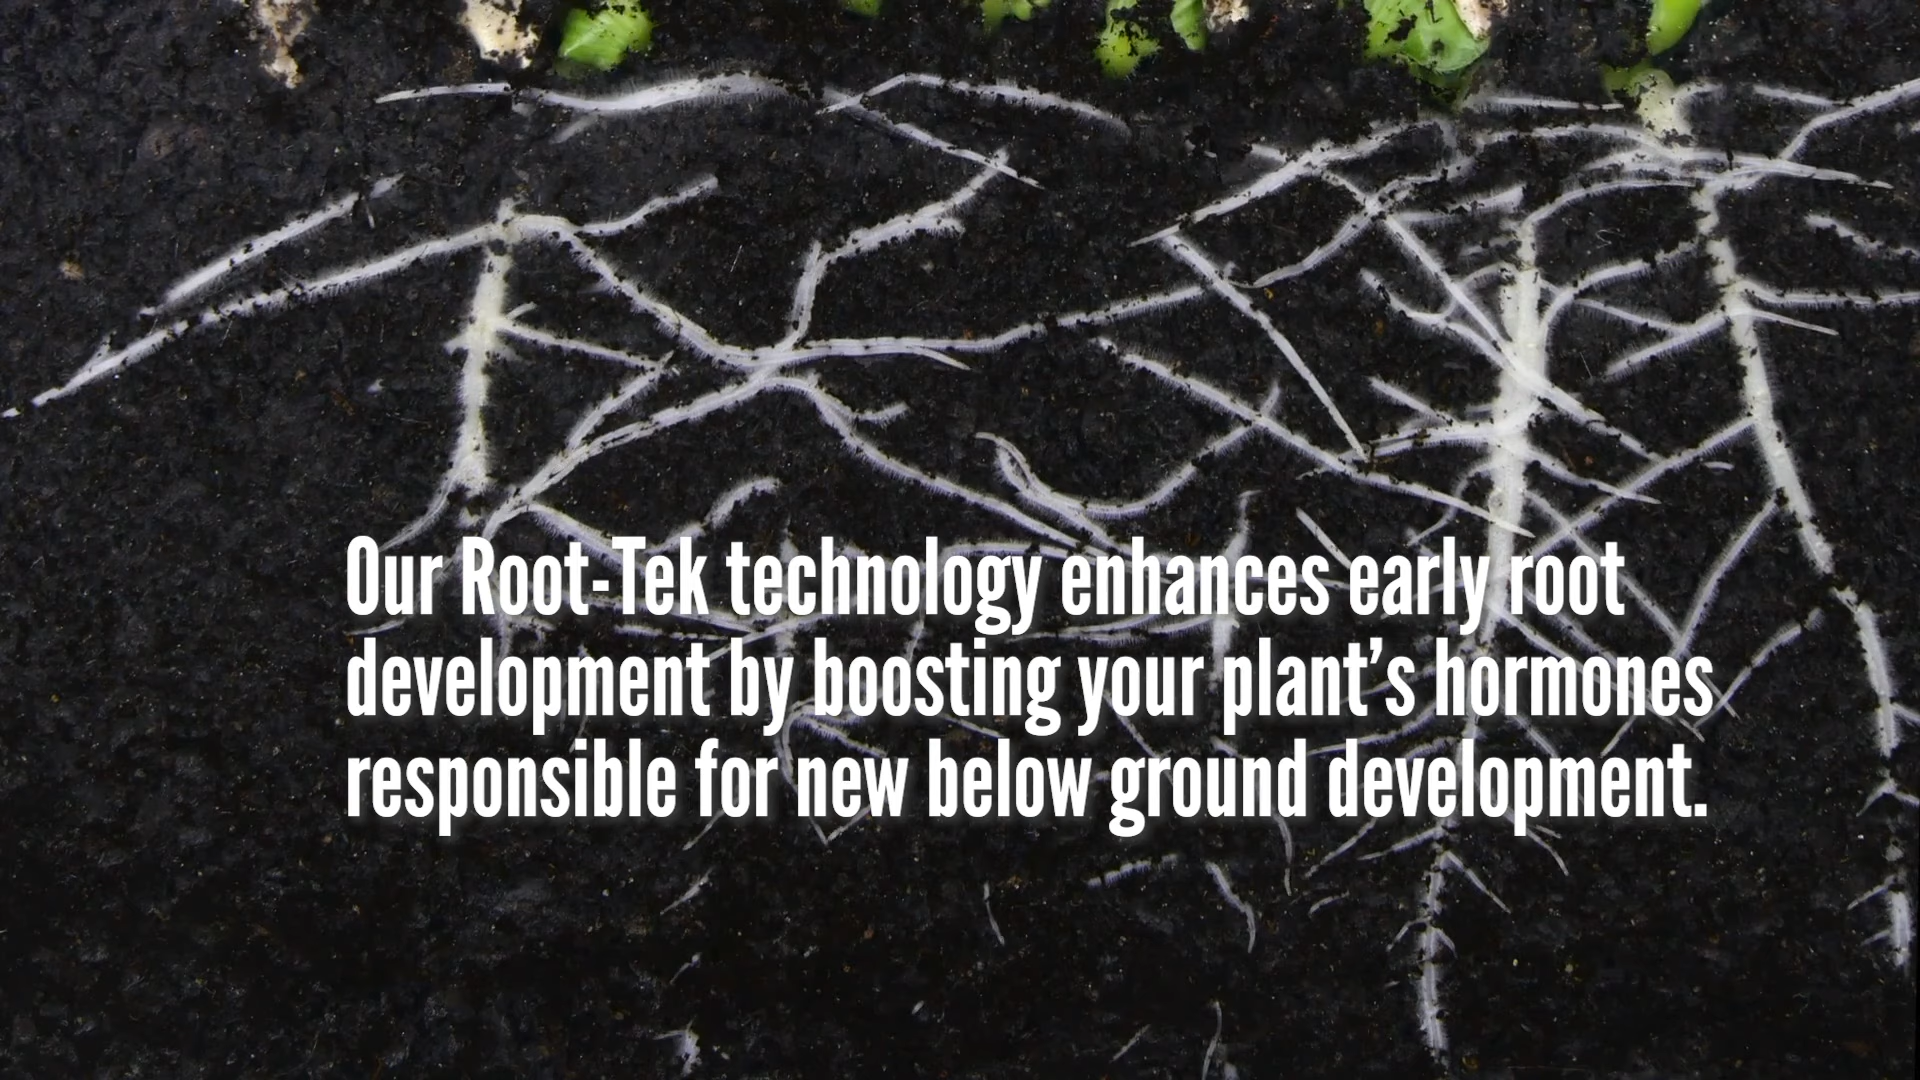 Our Root-Tek technology enhances early root
development by boosting your plant’s hormones
responsible for new below ground development.